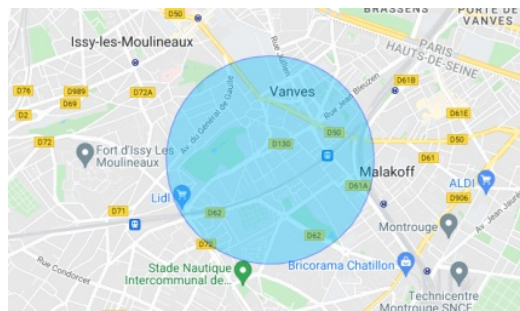 BRASSENS
PORTE DE
VANVES
D50
Issy-les-Moulineaux
Rue Julien
PARIS
HAUTS-DE-SEINE
D76
D989
D72A
D69
D2
Av. du Général de Gaulle
Vanves
Rue Jean Bleuzen
D61B
D61E
D72
Fort d'Issy Les
Moulineaux
D130
D50
D50
D61
Malakoff
D61A
ALDI
D906
Lidl
D71
D62
D72
D62
Montrouge
Av. Jean Jaurès
Rue Condorcet
Stade Nautique
Intercommunal de...
Bricorama Chatillon
Technicentre
Montrouge SNCF